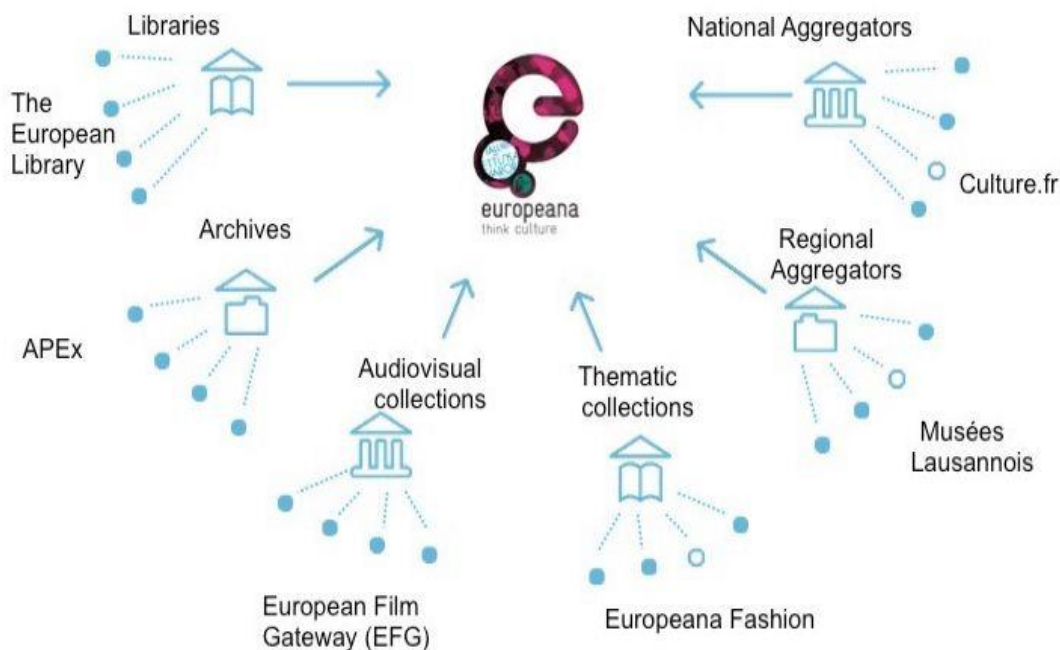 Libraries
National Aggregators
The
European
Library
Culture.fr
europeana
think culture
Archives
Regional
Aggregators
APEx
Audiovisual
collections
Thematic
collections
Musées
Lausannois
European Film
Gateway (EFG)
Europeana Fashion